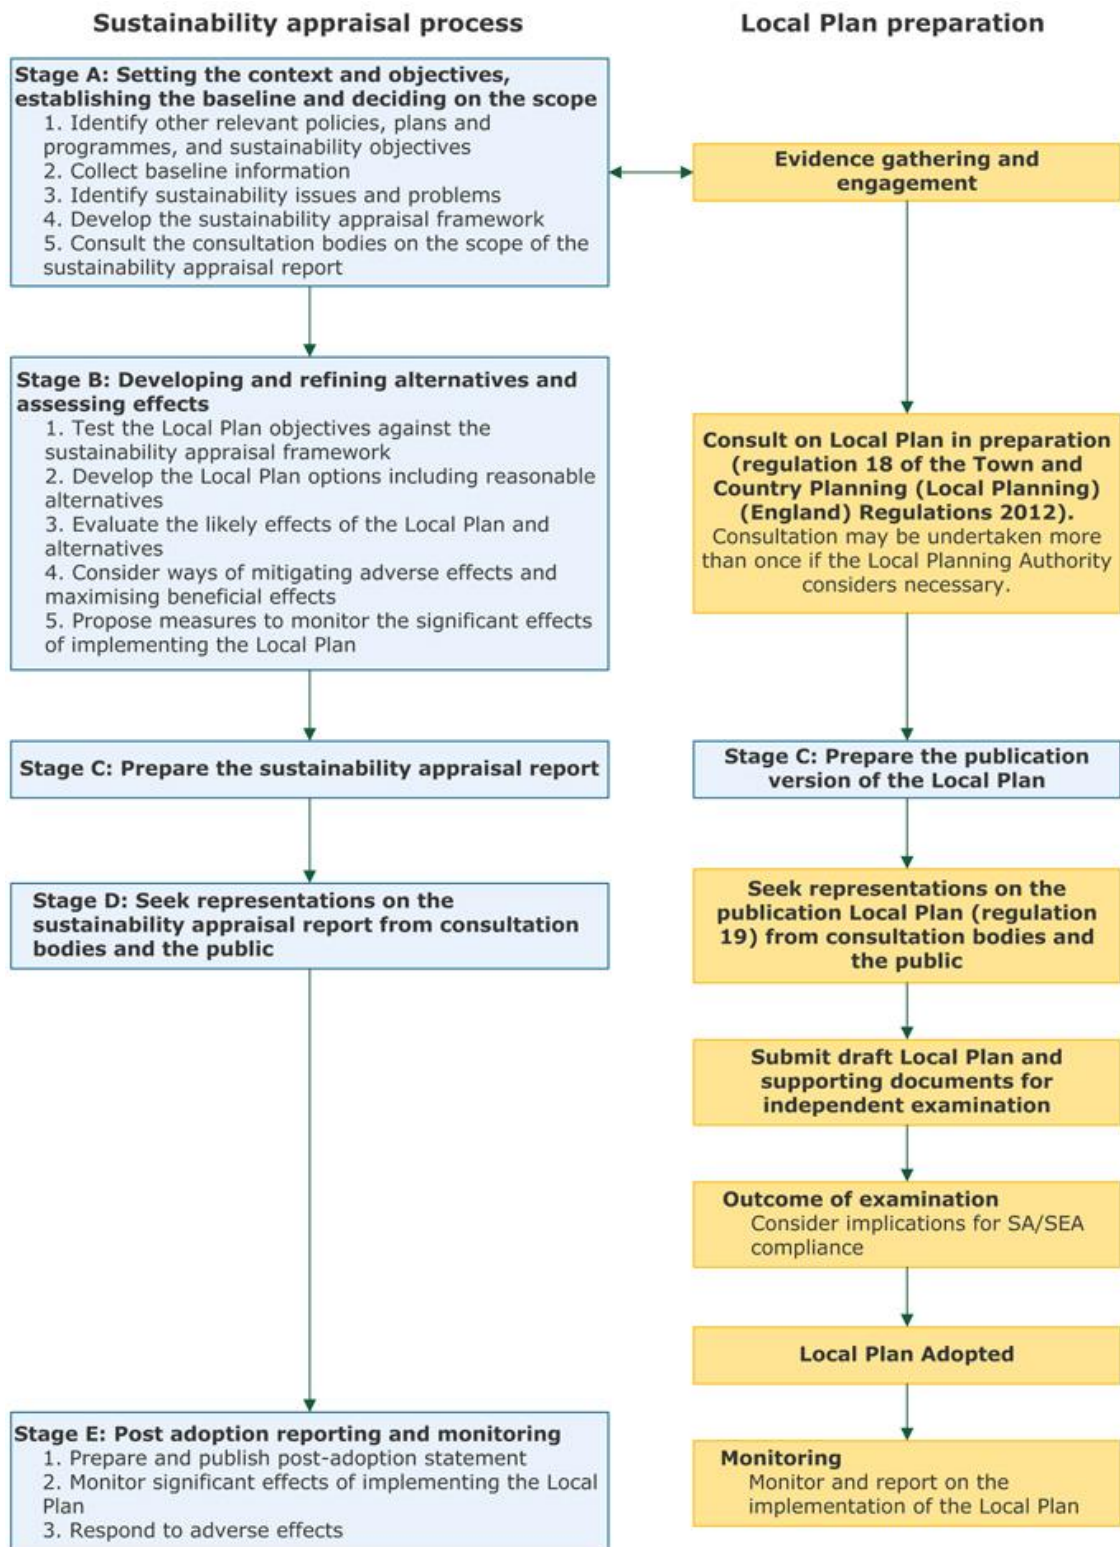 Sustainability appraisal process
Local Plan preparation
Stage A: Setting the context and objectives,
establishing the baseline and deciding on the scope
1. Identify other relevant policies, plans and
programmes, and sustainability objectives
2. Collect baseline information
3. Identify sustainability issues and problems
4. Develop the sustainability appraisal framework
5. Consult the consultation bodies on the scope of the
sustainability appraisal report
Evidence gathering and
engagement
Stage B: Developing and refining alternatives and
assessing effects
1. Test the Local Plan objectives against the
sustainability appraisal framework
2. Develop the Local Plan options including reasonable
alternatives
3. Evaluate the likely effects of the Local Plan and
alternatives
4. Consider ways of mitigating adverse effects and
maximising beneficial effects
5. Propose measures to monitor the significant effects
of implementing the Local Plan
Consult on Local Plan in preparation
(regulation 18 of the Town and
Country Planning (Local Planning)
(England) Regulations 2012).
Consultation may be undertaken more
than once if the Local Planning Authority
considers necessary.
Stage C: Prepare the sustainability appraisal report
Stage C: Prepare the publication
version of the Local Plan
Stage D: Seek representations on the
sustainability appraisal report from consultation
bodies and the public
Seek representations on the
publication Local Plan (regulation
19) from consultation bodies and
the public
Submit draft Local Plan and
supporting documents for
independent examination
Outcome of examination
Consider implications for SA/SEA
compliance
Local Plan Adopted
Stage E: Post adoption reporting and monitoring
1. Prepare and publish post-adoption statement
2. Monitor significant effects of implementing the Local
Plan
3. Respond to adverse effects
Monitoring
Monitor and report on the
implementation of the Local Plan